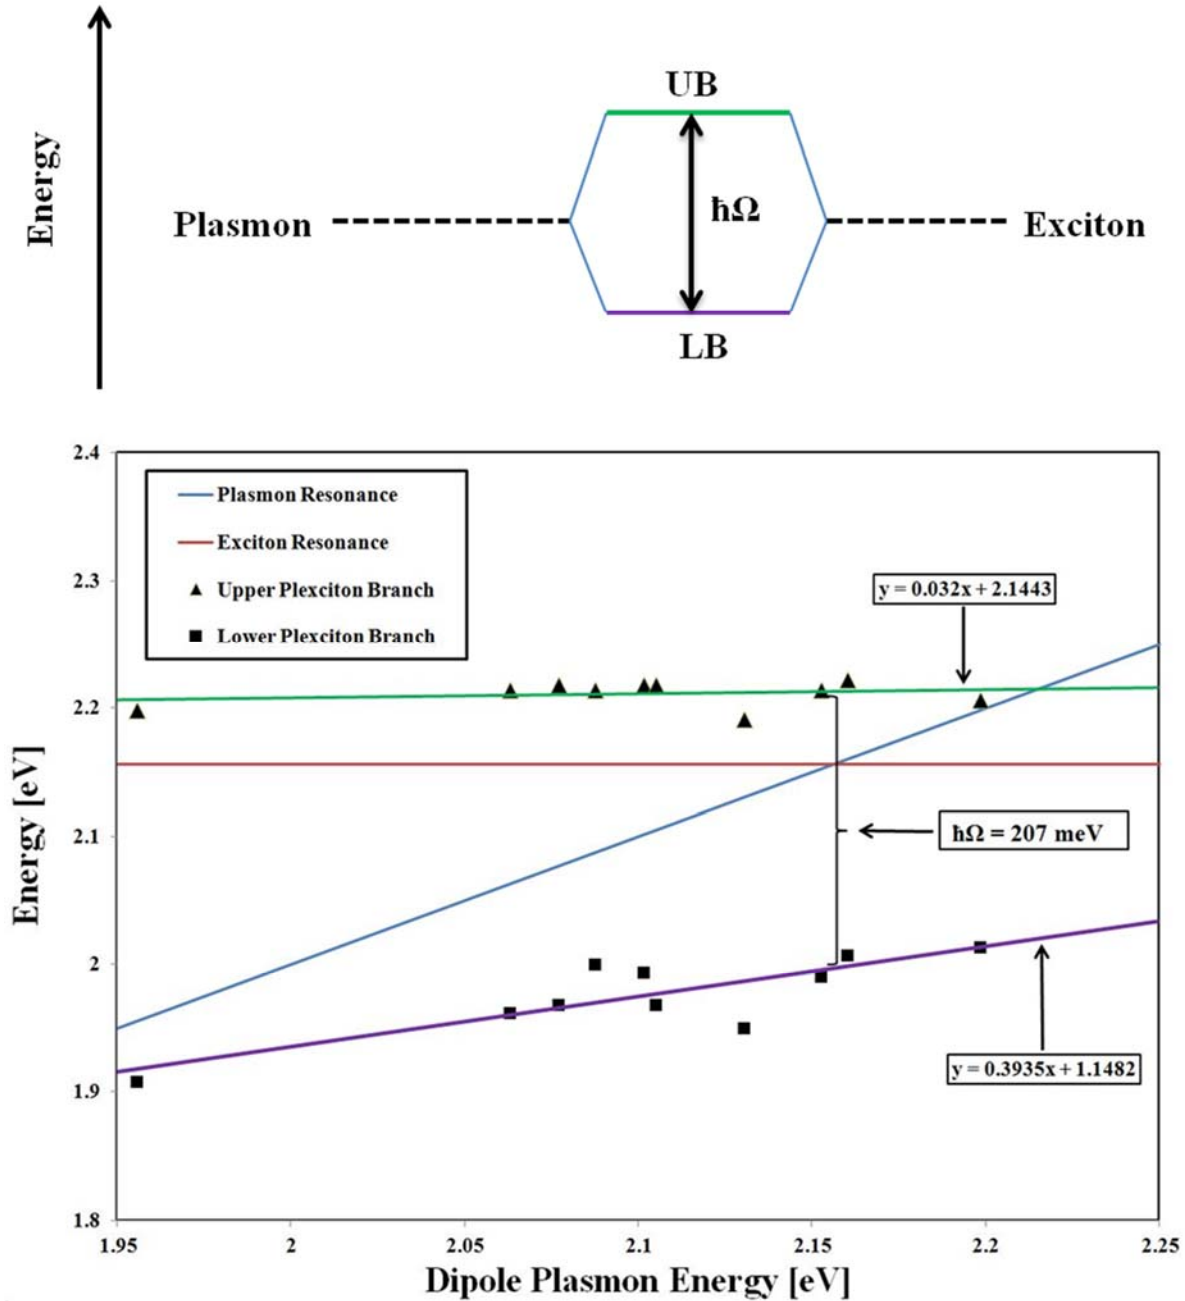 UB
Energy
Plasmon
ħΩ
Exciton
LB
2.4
2.3
2.2
2.1
2
1.9
1.8
Energy [eV]
Plasmon Resonance
Exciton Resonance
Upper Plexciton Branch
Lower Plexciton Branch
y = 0.032x + 2.1443
ħΩ = 207 meV
y = 0.3935x + 1.1482
1.95 2 2.05 2.1 2.15 2.2 2.25
Dipole Plasmon Energy [eV]